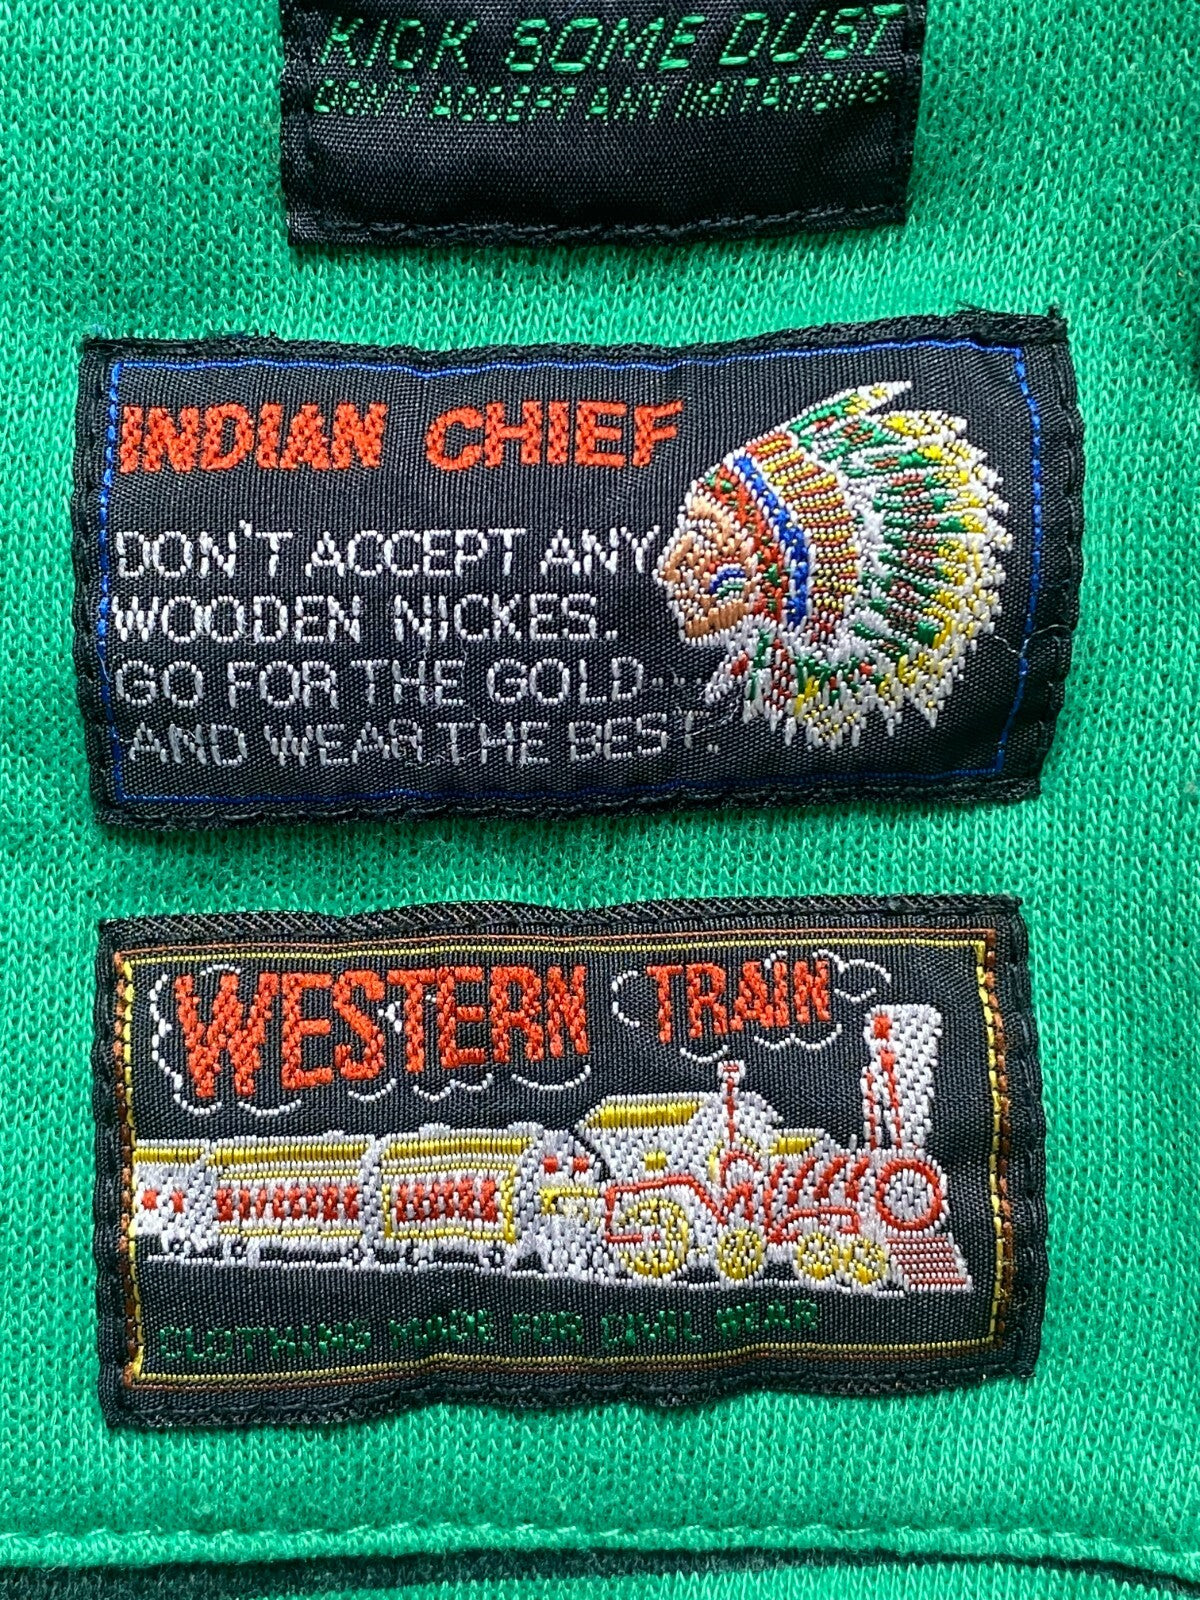 KICK SOME DUST
DON'T ACCEPT ANY IMITATIONS
INDIAN CHIEF
DON'T ACCEPT ANY
WOODEN NICKES.
GO FOR THE GOLD
AND WEAR THE BEST.
WESTERN TRAIN
CLOTHING MADE FOR CIVIL WEAR